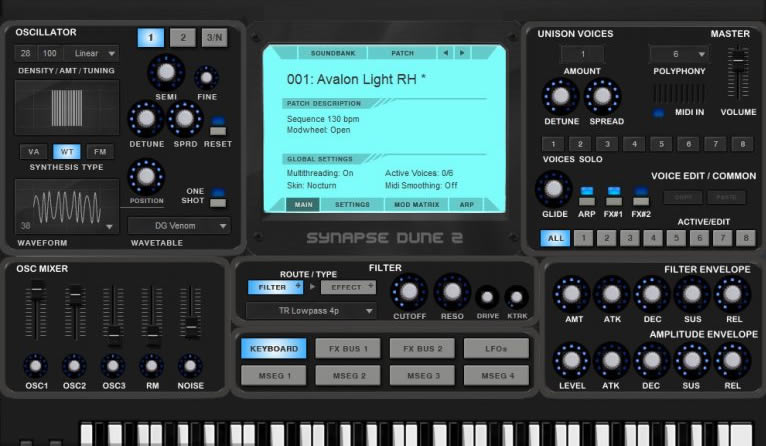 OSCILLATOR
1 2 3/N
28 100 Linear
DENSITY / AMT / TUNING
SEMI FINE
DETUNE SPRD RESET
VA WT FM
SYNTHESIS TYPE
POSITION
ONE
SHOT
38
DG Venom
WAVEFORM WAVETABLE
SOUNDBANK PATCH
001: Avalon Light RH *
PATCH DESCRIPTION
Sequence 130 bpm
Modwheel: Open
GLOBAL SETTINGS
Multithreading: On Active Voices: 0/6
Skin: Nocturn Midi Smoothing: Off
MAIN SETTINGS MOD MATRIX ARP
SYNAPSE DUNE 2
UNISON VOICES MASTER
1 6
AMOUNT POLYPHONY
MIDI IN
DETUNE SPREAD VOLUME
1 2 3 4 5 6 7 8
VOICES SOLO
VOICE EDIT / COMMON
COPY PASTE
GLIDE ARP FX#1 FX#2
ACTIVE/EDIT
ALL 1 2 3 4 5 6 7 8
OSC MIXER
OSC1 OSC2 OSC3 RM NOISE
FILTER
ROUTE / TYPE
FILTER EFFECT
TR Lowpass 4p
CUTOFF RESO DRIVE KTRK
KEYBOARD FX BUS 1 FX BUS 2 LFOs
MSEG 1 MSEG 2 MSEG 3 MSEG 4
FILTER ENVELOPE
AMT ATK DEC SUS REL
AMPLITUDE ENVELOPE
LEVEL ATK DEC SUS REL